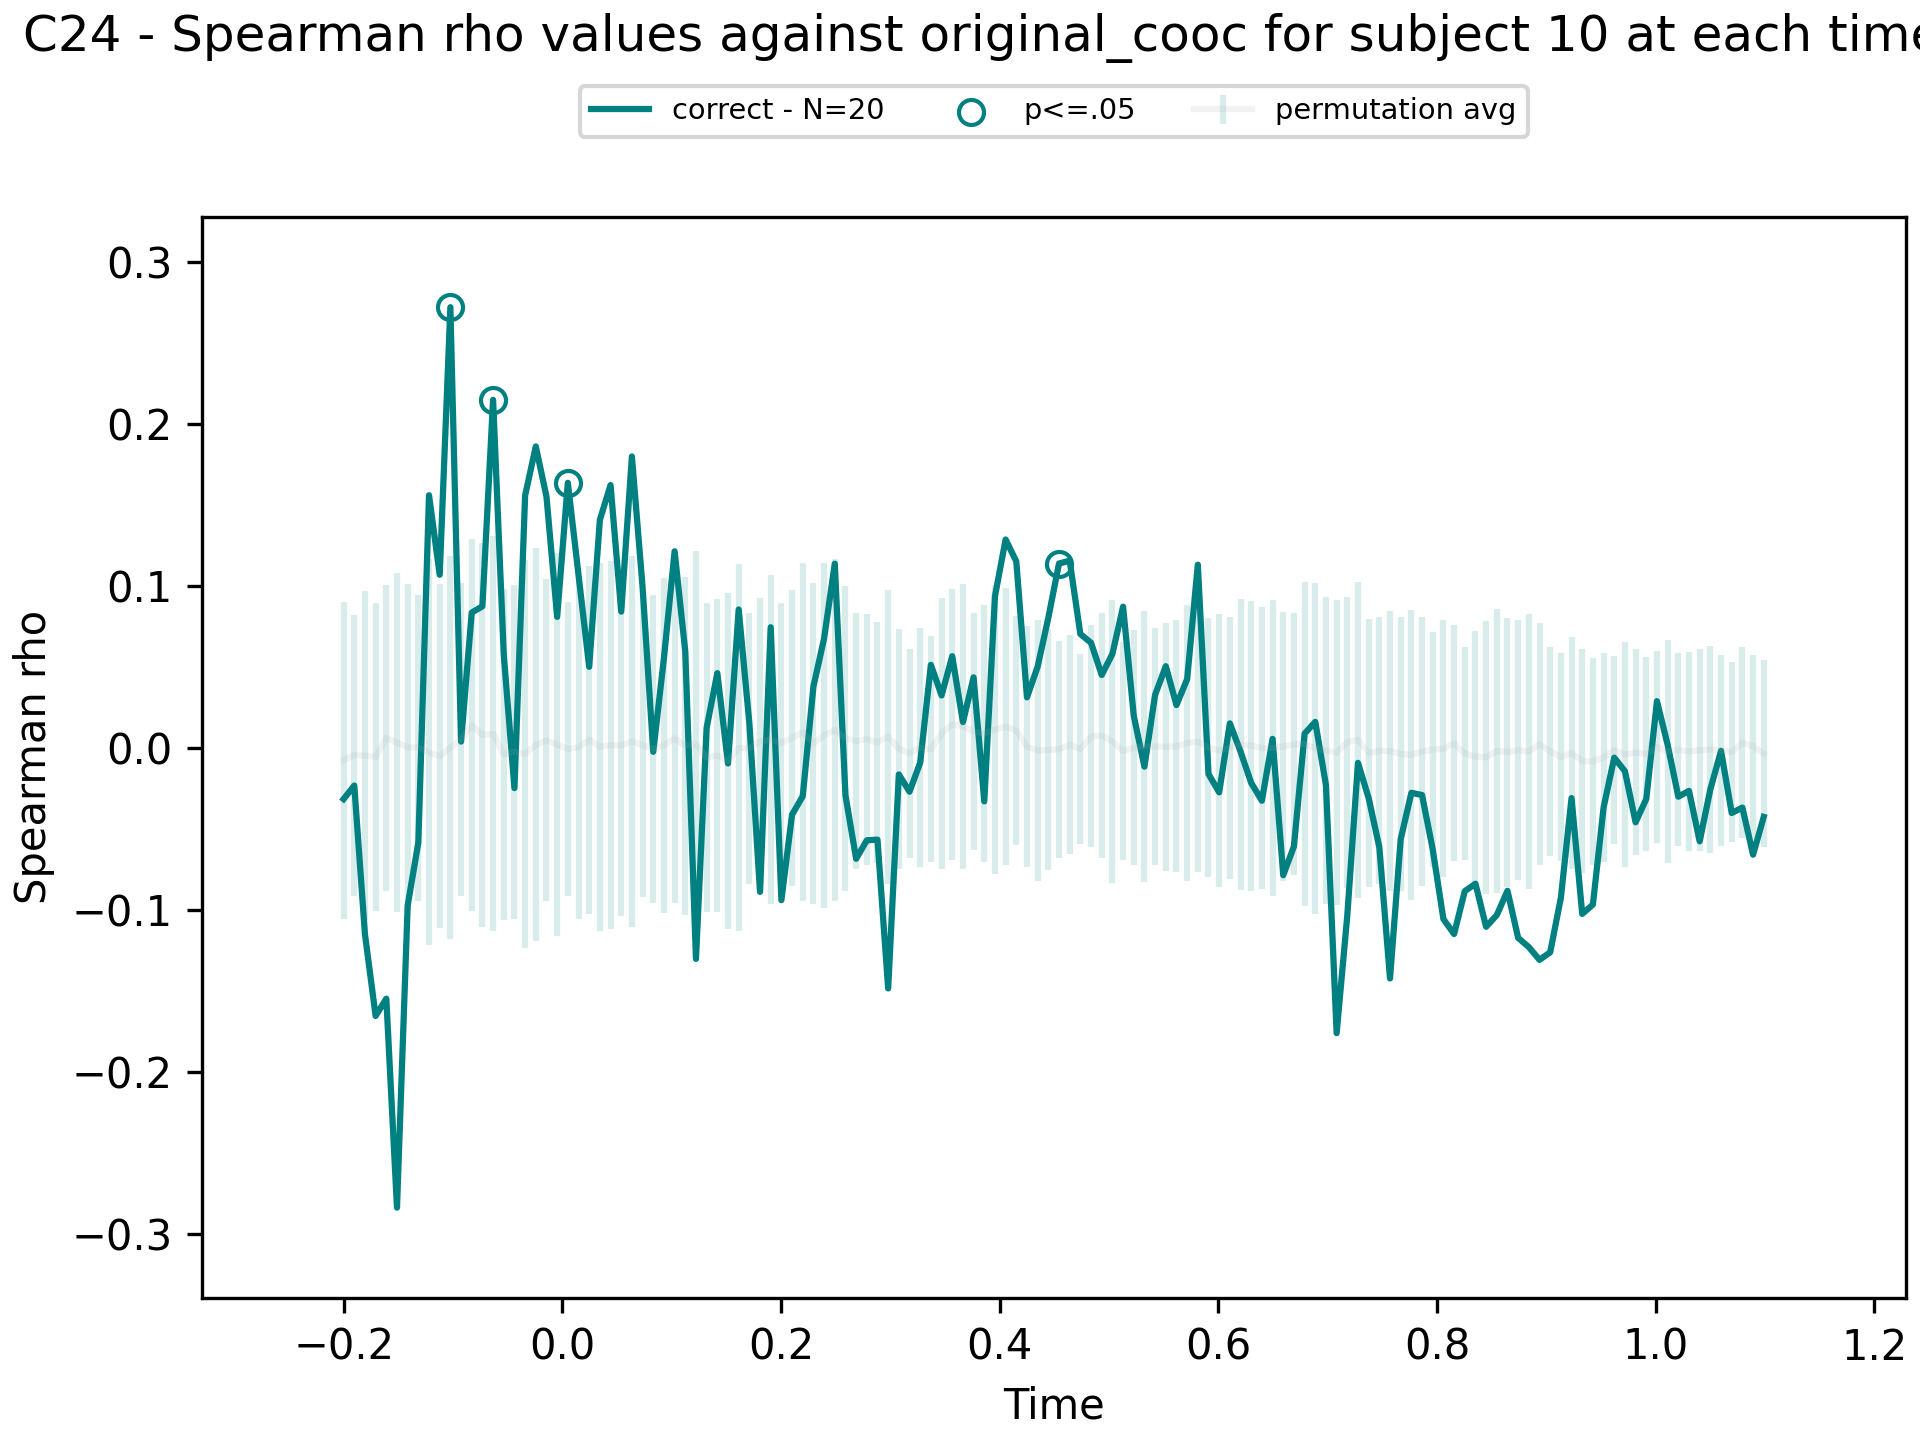 C24 - Spearman rho values against original_cooc for subject 10 at each time
correct - N=20 p<=.05 permutation avg
0.3
0.2
0.1
0.0
−0.1
−0.2
−0.3
Spearman rho
−0.2 0.0 0.2 0.4 0.6 0.8 1.0 1.2
Time